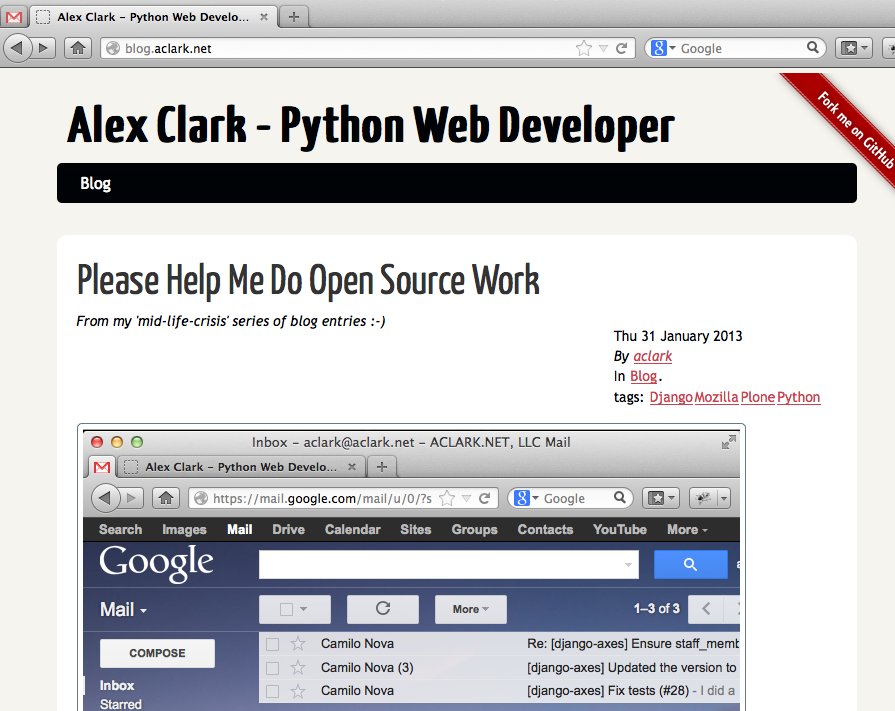 Alex Clark – Python Web Develo...
blog.aclark.net
Google
Fork me on GitHub
Alex Clark - Python Web Developer
Blog
Please Help Me Do Open Source Work
From my 'mid-life-crisis' series of blog entries :-)
Thu 31 January 2013
By aclark
In Blog.
tags: Django Mozilla Plone Python
Inbox – aclark@aclark.net – ACLARK.NET, LLC Mail
Alex Clark – Python Web Develo...
https://mail.google.com/mail/u/0/?s
Google
Search Images Mail Drive Calendar Sites Groups Contacts YouTube More
Google
Mail
More
1–3 of 3
COMPOSE
Camilo Nova Re: [django-axes] Ensure staff_memb
Camilo Nova (3) [django-axes] Updated the version to
Inbox
Camilo Nova [django-axes] Fix tests (#28) - I did a
Starred